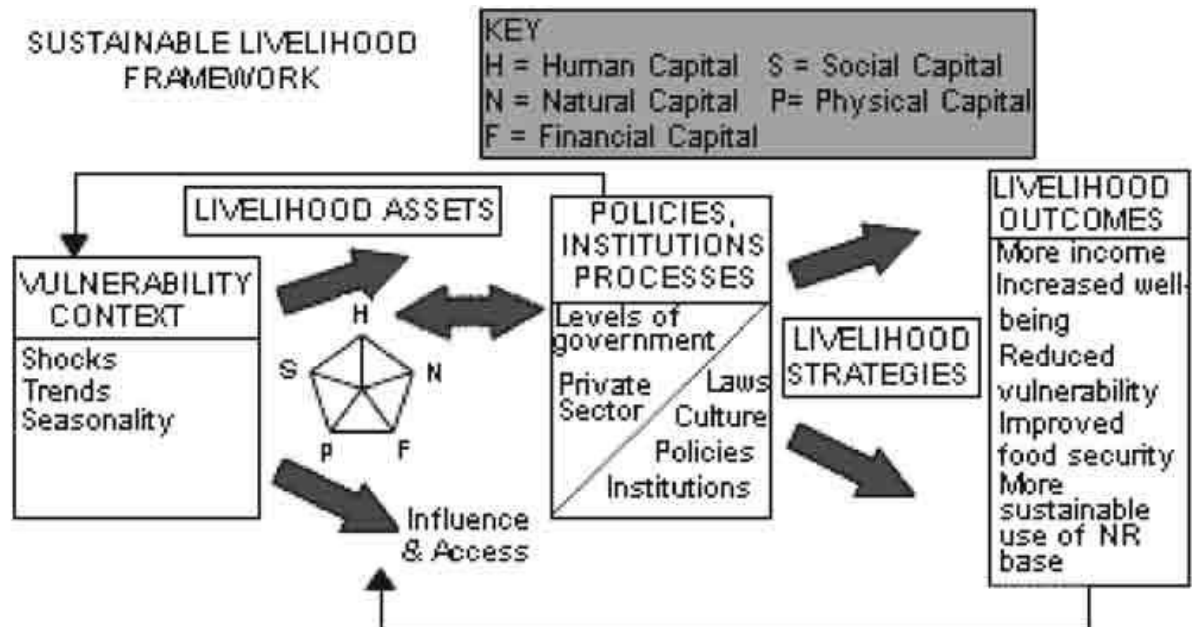 SUSTAINABLE LIVELIHOOD
FRAMEWORK
KEY
H = Human Capital S = Social Capital
N = Natural Capital P= Physical Capital
F = Financial Capital
LIVELIHOOD ASSETS
VULNERABILITY
CONTEXT
Shocks
Trends
Seasonality
H
S
N
P
F
Influence
& Access
POLICIES,
INSTITUTIONS
PROCESSES
Levels of
government
Private
Sector
Laws
Culture
Policies
Institutions
LIVELIHOOD
STRATEGIES
LIVELIHOOD
OUTCOMES
More income
Increased well-
being
Reduced
vulnerability
Improved
food security
More
sustainable
use of NR
base